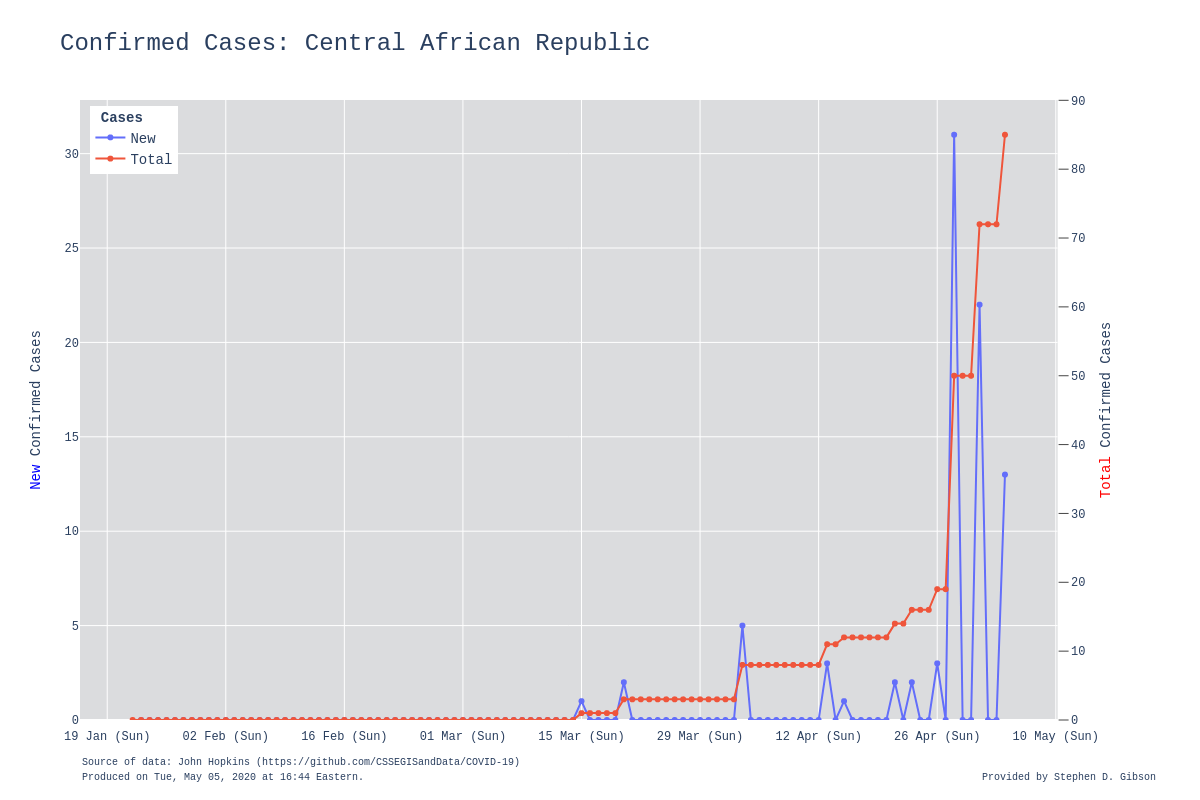 Confirmed Cases: Central African Republic
Cases
New
Total
30
25
20
15
10
5
0
New Confirmed Cases
90
80
70
60
50
40
30
20
10
0
Total Confirmed Cases
19 Jan (Sun) 02 Feb (Sun) 16 Feb (Sun) 01 Mar (Sun) 15 Mar (Sun) 29 Mar (Sun) 12 Apr (Sun) 26 Apr (Sun) 10 May (Sun)
Source of data: John Hopkins (https://github.com/CSSEGISandData/COVID-19)
Produced on Tue, May 05, 2020 at 16:44 Eastern.
Provided by Stephen D. Gibson